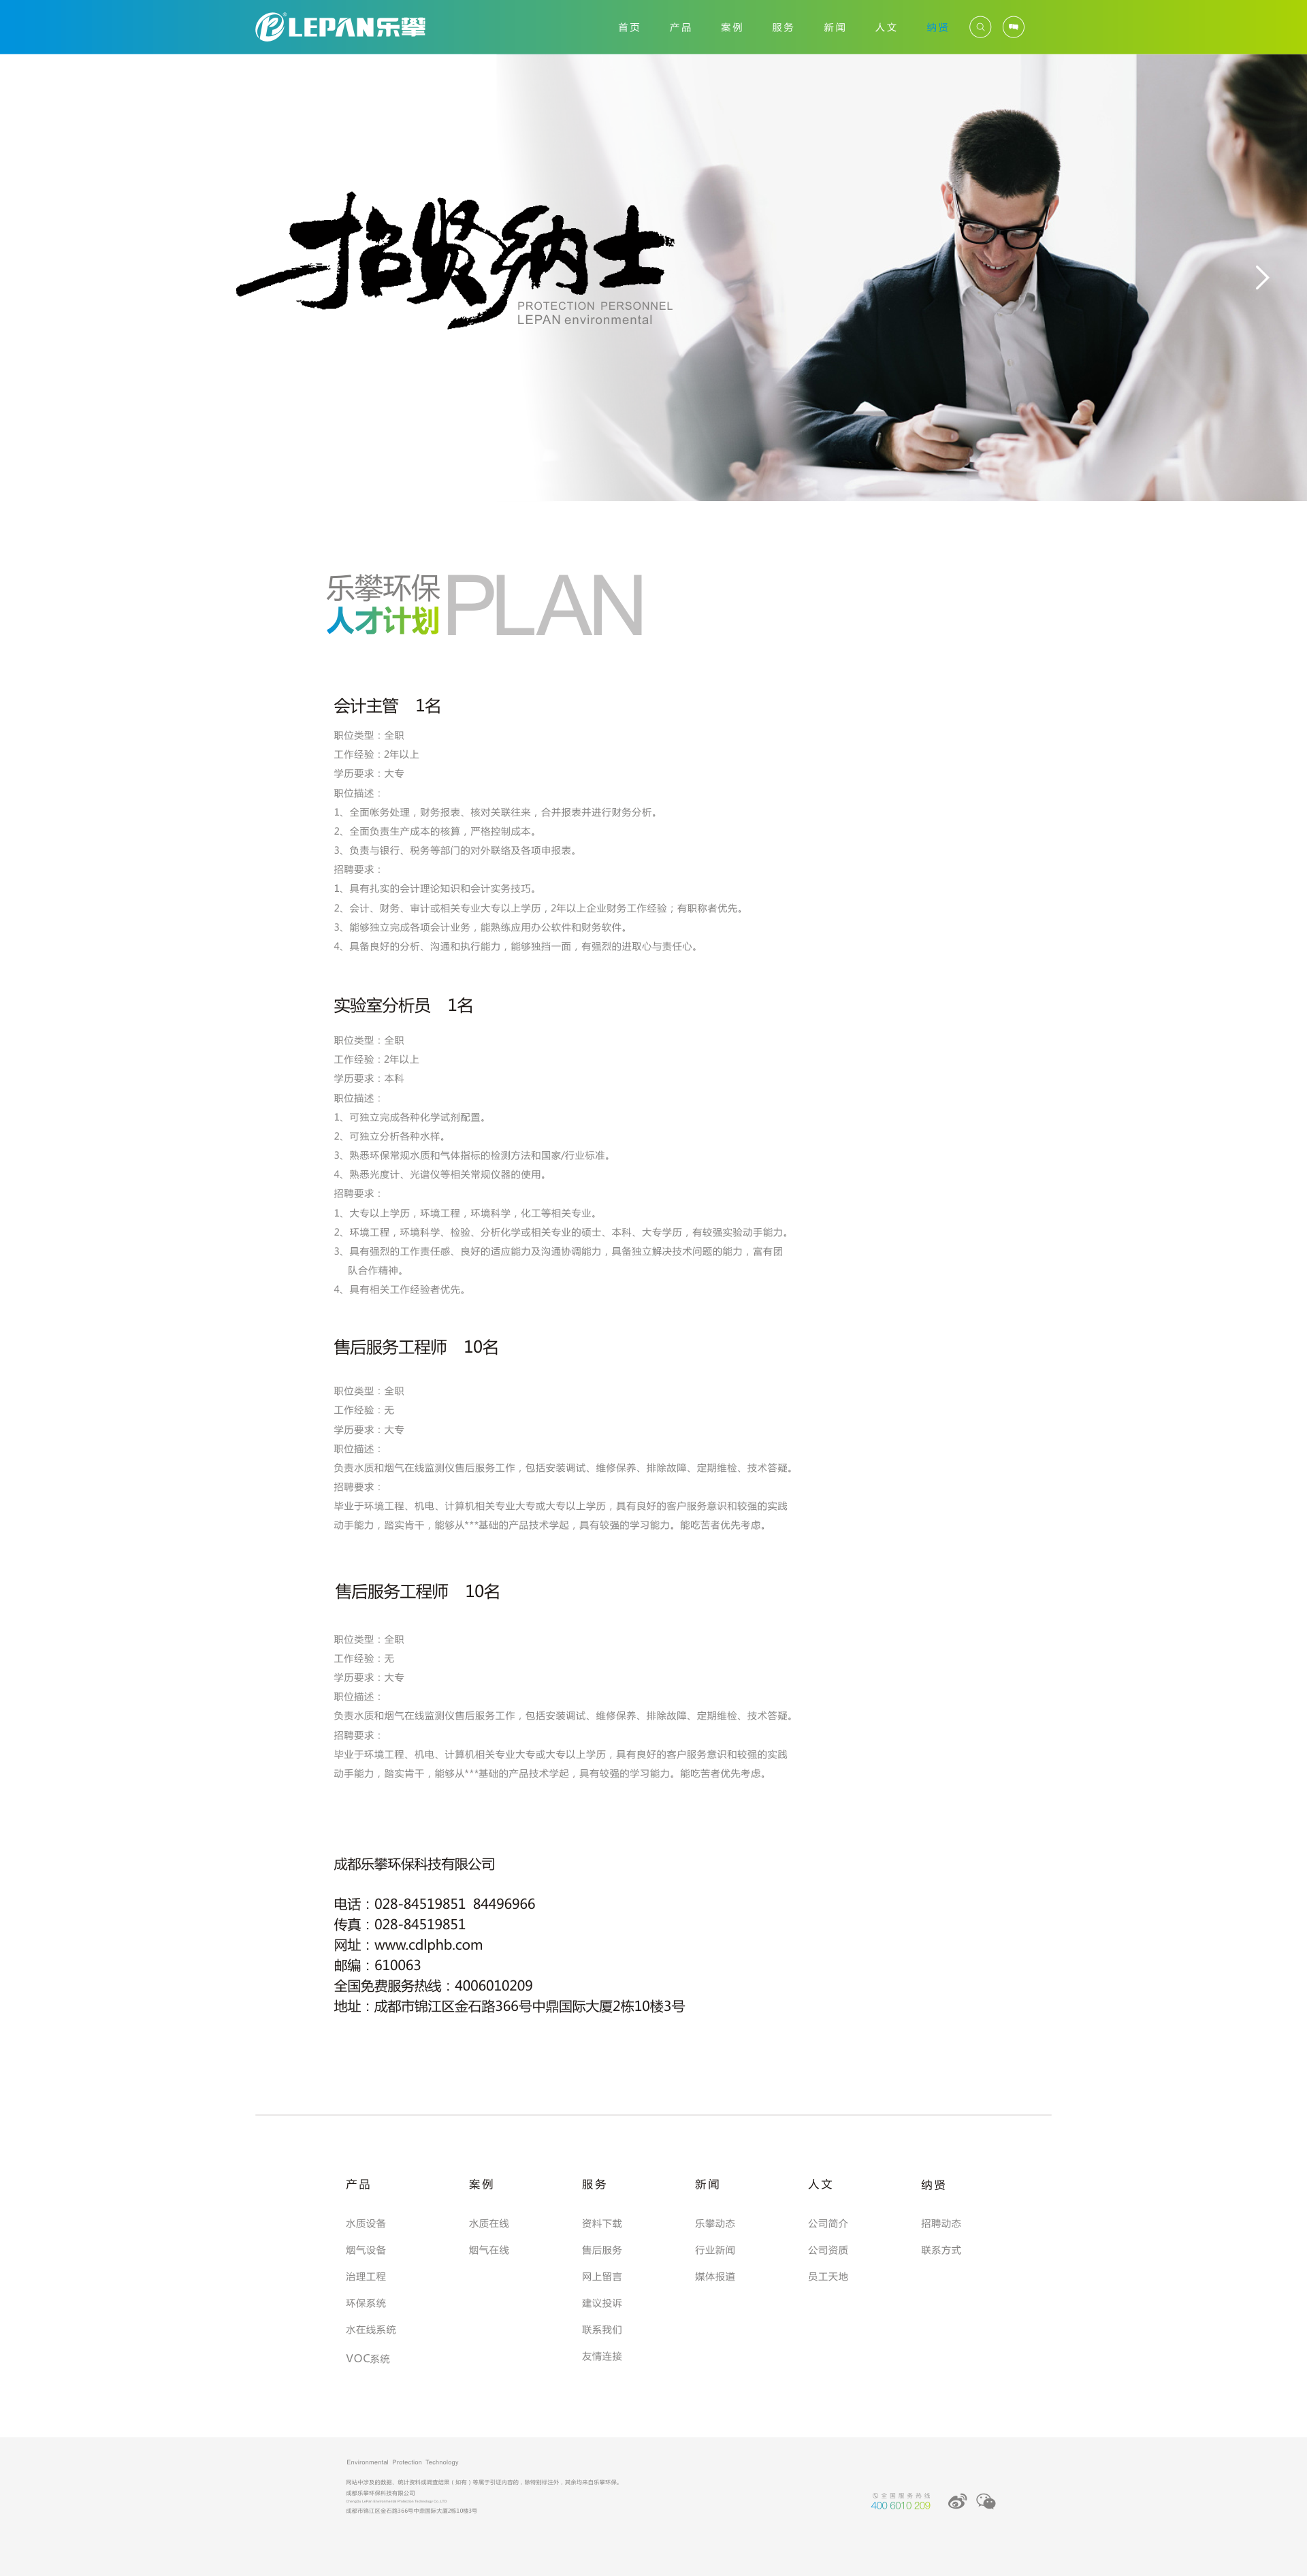 LEPAN乐攀
首页 产品 案例 服务 新闻 人文 纳贤
招贤纳士
PROTECTION PERSONNEL
LEPAN environmental
乐攀环保
人才计划
PLAN
会计主管 1名
职位类型：全职
工作经验：2年以上
学历要求：大专
职位描述：
1、全面帐务处理，财务报表、核对关联往来，合并报表并进行财务分析。
2、全面负责生产成本的核算，严格控制成本。
3、负责与银行、税务等部门的对外联络及各项申报表。
招聘要求：
1、具有扎实的会计理论知识和会计实务技巧。
2、会计、财务、审计或相关专业大专以上学历，2年以上企业财务工作经验；有职称者优先。
3、能够独立完成各项会计业务，能熟练应用办公软件和财务软件。
4、具备良好的分析、沟通和执行能力，能够独挡一面，有强烈的进取心与责任心。
实验室分析员 1名
职位类型：全职
工作经验：2年以上
学历要求：本科
职位描述：
1、可独立完成各种化学试剂配置。
2、可独立分析各种水样。
3、熟悉环保常规水质和气体指标的检测方法和国家/行业标准。
4、熟悉光度计、光谱仪等相关常规仪器的使用。
招聘要求：
1、大专以上学历，环境工程，环境科学，化工等相关专业。
2、环境工程，环境科学、检验、分析化学或相关专业的硕士、本科、大专学历，有较强实验动手能力。
3、具有强烈的工作责任感、良好的适应能力及沟通协调能力，具备独立解决技术问题的能力，富有团
队合作精神。
4、具有相关工作经验者优先。
售后服务工程师 10名
职位类型：全职
工作经验：无
学历要求：大专
职位描述：
负责水质和烟气在线监测仪售后服务工作，包括安装调试、维修保养、排除故障、定期维检、技术答疑。
招聘要求：
毕业于环境工程、机电、计算机相关专业大专或大专以上学历，具有良好的客户服务意识和较强的实践
动手能力，踏实肯干，能够从***基础的产品技术学起，具有较强的学习能力。能吃苦者优先考虑。
售后服务工程师 10名
职位类型：全职
工作经验：无
学历要求：大专
职位描述：
负责水质和烟气在线监测仪售后服务工作，包括安装调试、维修保养、排除故障、定期维检、技术答疑。
招聘要求：
毕业于环境工程、机电、计算机相关专业大专或大专以上学历，具有良好的客户服务意识和较强的实践
动手能力，踏实肯干，能够从***基础的产品技术学起，具有较强的学习能力。能吃苦者优先考虑。
成都乐攀环保科技有限公司
电话：028-84519851 84496966
传真：028-84519851
网址：www.cdlphb.com
邮编：610063
全国免费服务热线：4006010209
地址：成都市锦江区金石路366号中鼎国际大厦2栋10楼3号
产品 案例 服务 新闻 人文 纳贤
水质设备 水质在线 资料下载 乐攀动态 公司简介 招聘动态
烟气设备 烟气在线 售后服务 行业新闻 公司资质 联系方式
治理工程 网上留言 媒体报道 员工天地
环保系统 建议投诉
水在线系统 联系我们
VOC系统 友情连接
Environmental Protection Technology
网站中涉及的数据、统计资料或调查结果（如有）等属于引证内容的，除特别标注外，其余均来自乐攀环保。
成都乐攀环保科技有限公司
成都市锦江区金石路366号中鼎国际大厦2栋10楼3号
全国服务热线
400 6010 209